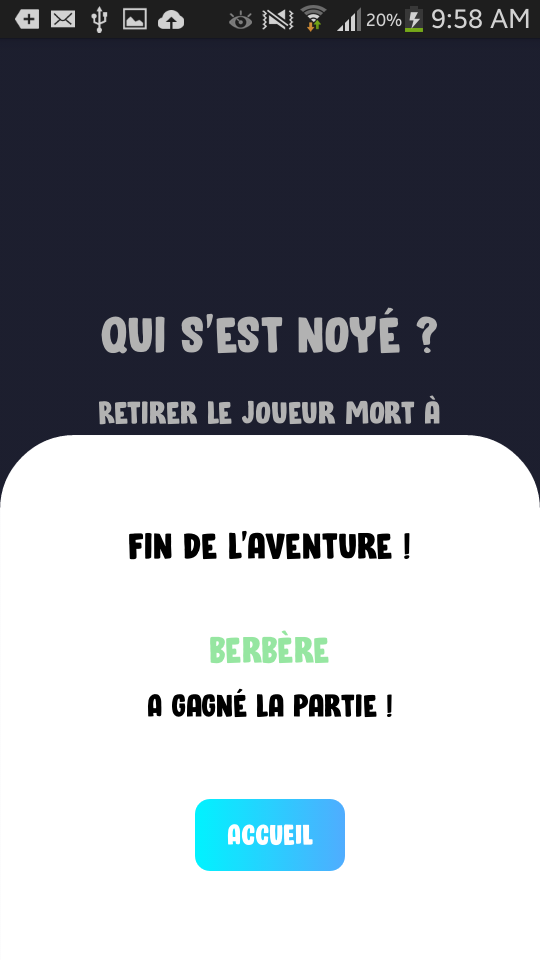 20% 9:58 AM
QUI S'EST NOYÉ ?
RETIRER LE JOUEUR MORT À
FIN DE L'AVENTURE !
BERBÈRE
A GAGNÉ LA PARTIE !
ACCUEIL